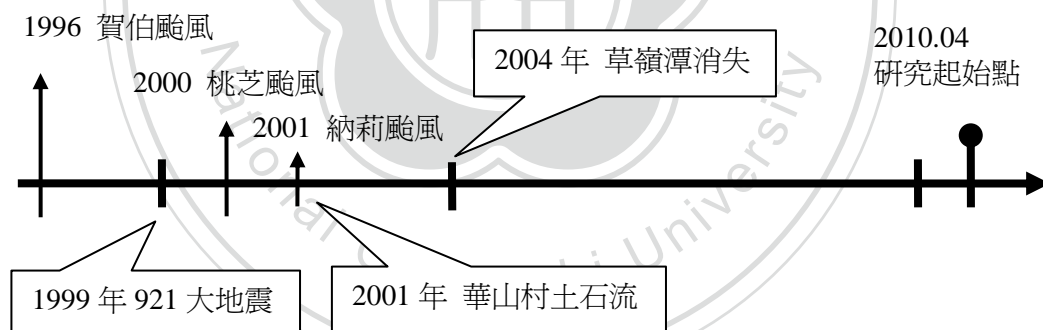 1996 賀伯颱風
2000 桃芝颱風
2001 納莉颱風
2004 年 草嶺潭消失
2010.04
研究起始點
1999 年 921 大地震
2001 年 華山村土石流
National
i University